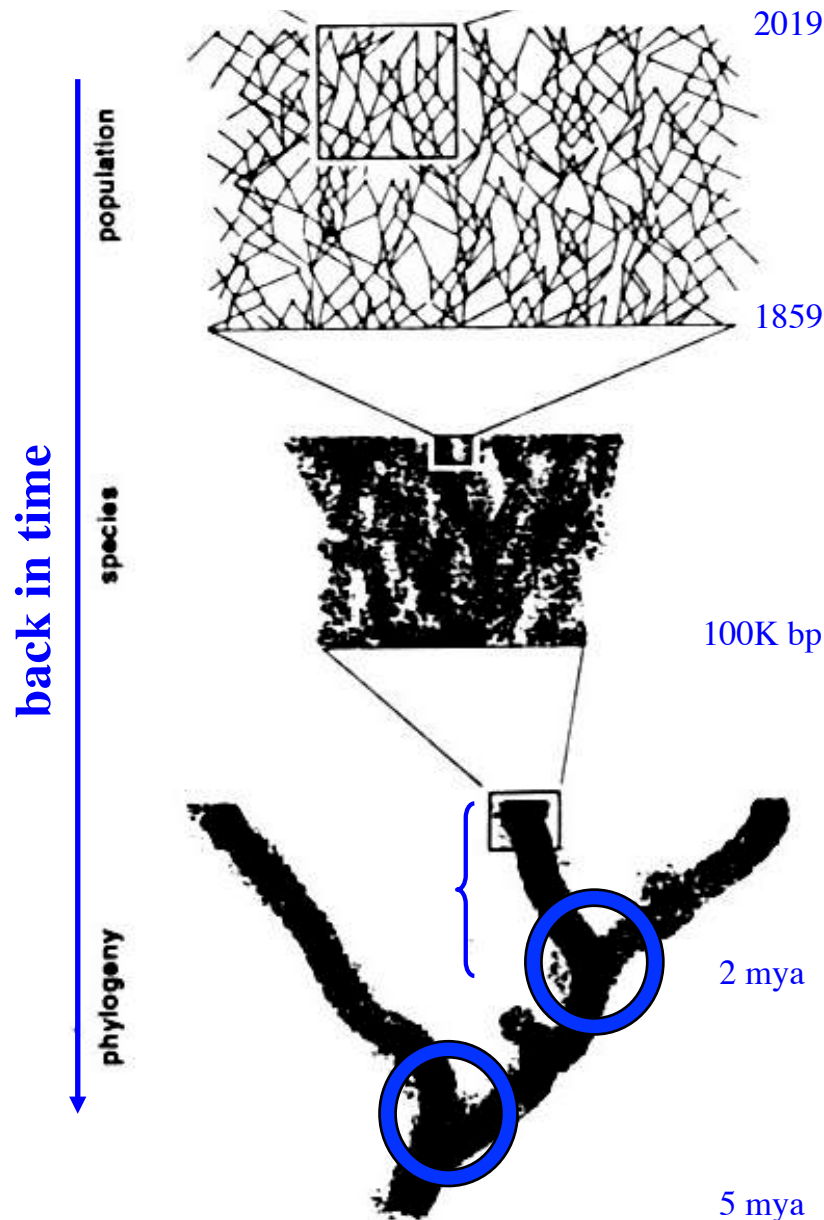 2019
population
1859
back in time
species
100K bp
phylogeny
2 mya
5 mya